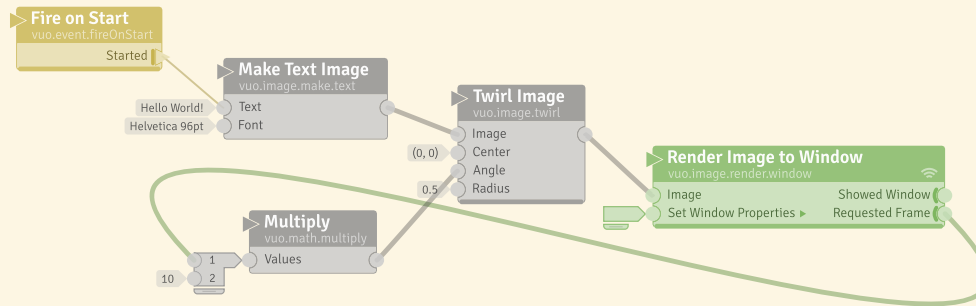 Fire on Start
vuo.event.fireOnStart
Started
Make Text Image
vuo.image.make.text
Hello World! Text
Helvetica 96pt Font
Twirl Image
vuo.image.twirl
Image
(0, 0) Center
Angle
0.5 Radius
Render Image to Window
vuo.image.render.window
Image Showed Window
Set Window Properties Requested Frame
Multiply
vuo.math.multiply
1 Values
10 2